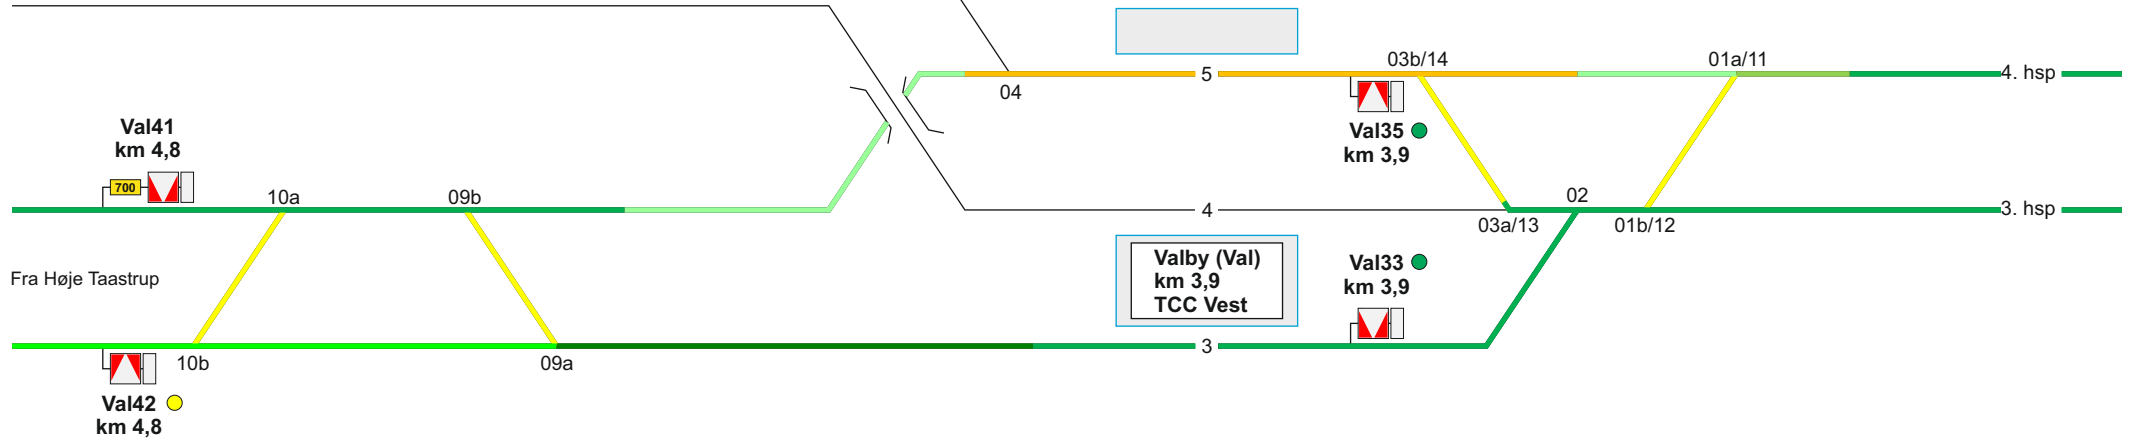 03b/14
01a/11
5
4. hsp
04
Val41
km 4,8
Val35
km 3,9
700
10a
09b
02
4
3. hsp
03a/13
01b/12
Valby (Val)
km 3,9
TCC Vest
Val33
km 3,9
Fra Høje Taastrup
3
10b
09a
Val42
km 4,8